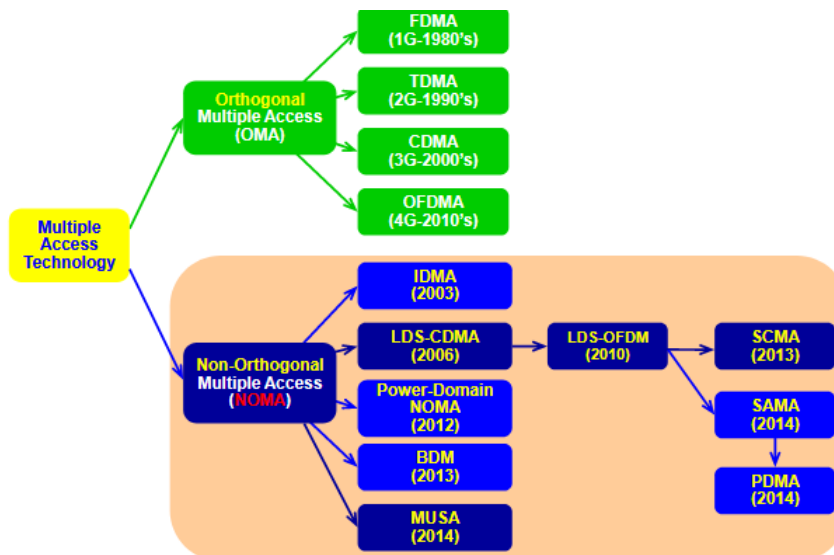 FDMA
(1G-1980's)
TDMA
(2G-1990's)
Orthogonal
Multiple Access
(OMA)
CDMA
(3G-2000's)
OFDMA
(4G-2010's)
Multiple
Access
Technology
IDMA
(2003)
LDS-CDMA
(2006)
LDS-OFDM
(2010)
SCMA
(2013)
Non-Orthogonal
Multiple Access
(NOMA)
Power-Domain
NOMA
(2012)
SAMA
(2014)
BDM
(2013)
PDMA
(2014)
MUSA
(2014)